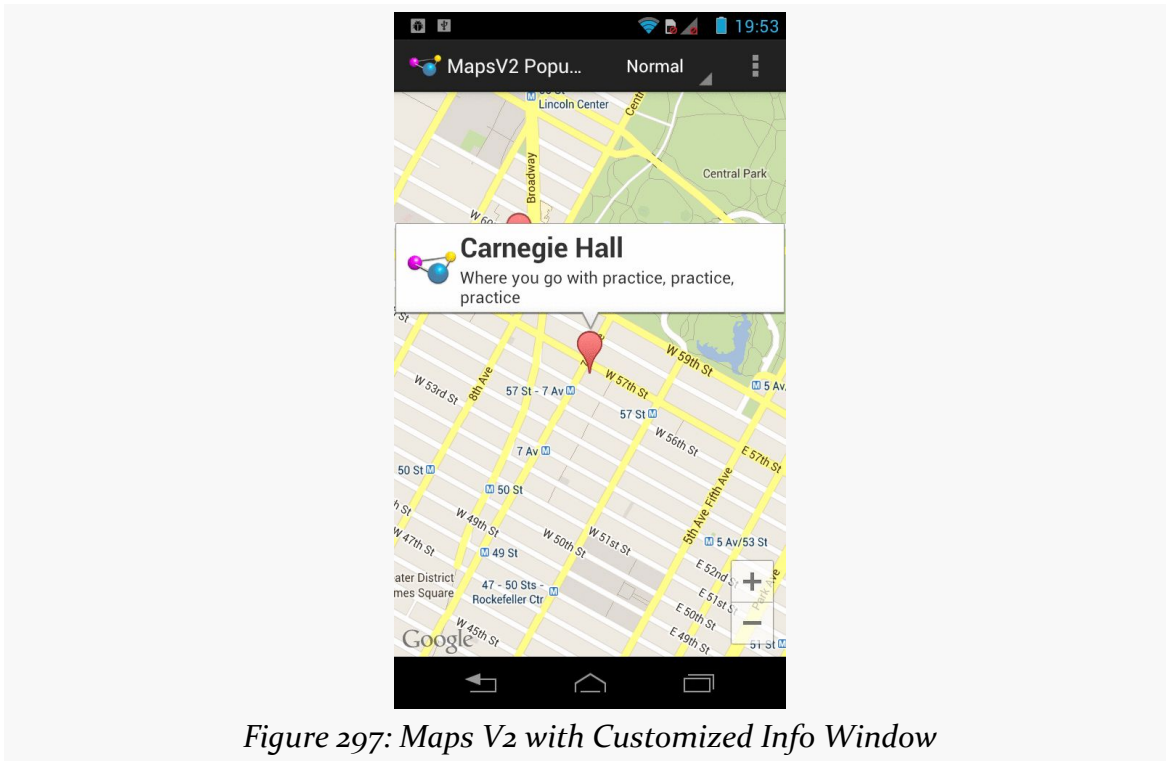 19:53
MapsV2 Popu...
Normal
Lincoln Center
Broadway
Central Park
Carnegie Hall
Where you go with practice, practice,
practice
W 59th St
W 57th St
8th Ave
W 53rd St
57 St - 7 Av M
M 5 Av
57 St M
W 56th St
7 Av M
E 57th St
50 St M
M 50 St
5th Ave Fifth Ave
W 49th St
W 51st St
W 50th St
W 47th St
M 49 St
M 5 Av/53 St
E 52nd S
ater District
mes Square
47 - 50 Sts -
Rockefeller Ctr M
E 51st S
Park Ave
E 50th St
W 45th St
E 49th St
51 St M
+
−
Google
Figure 297: Maps V2 with Customized Info Window